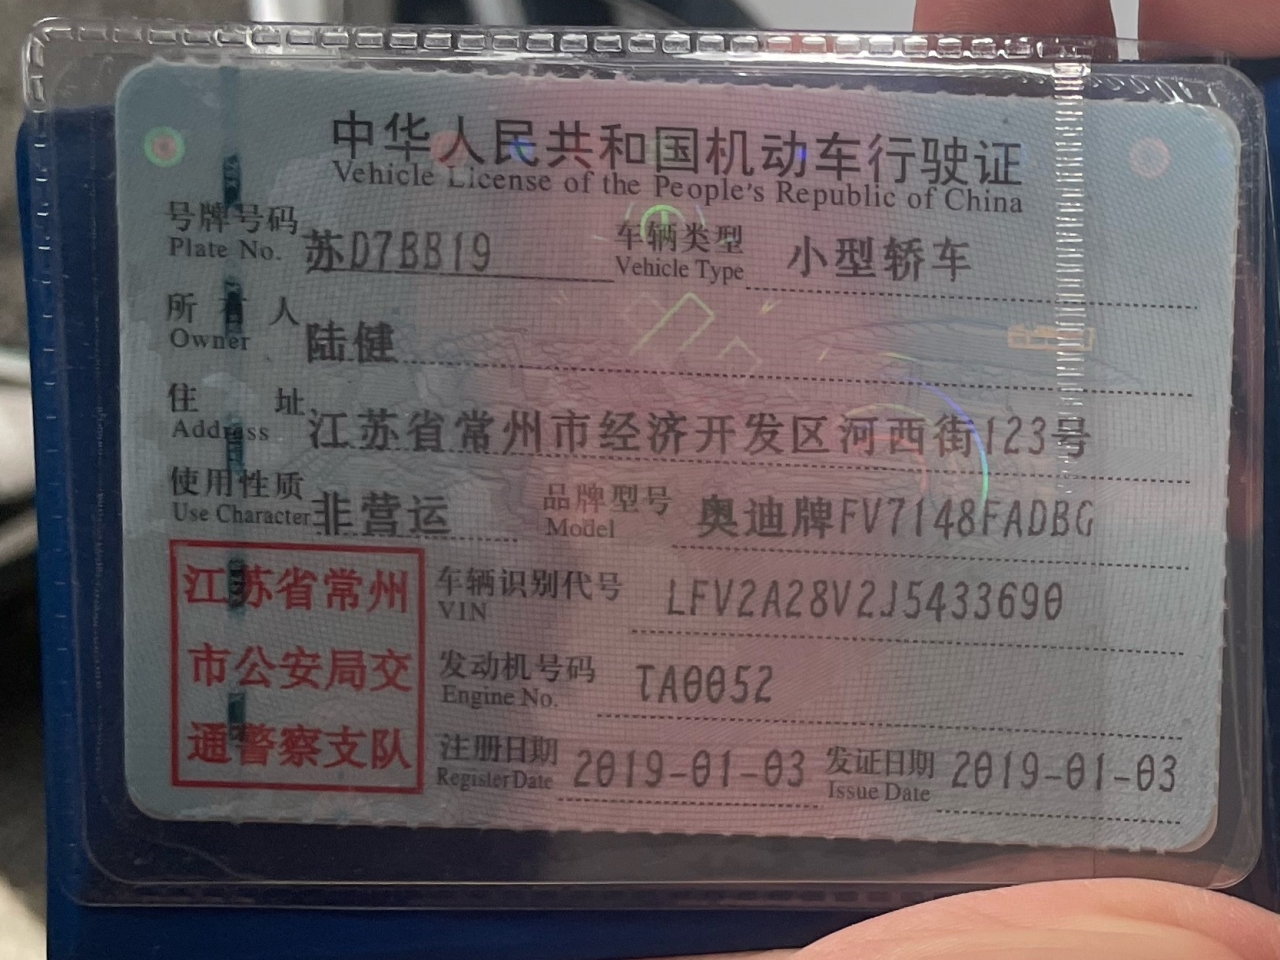 中华人民共和国机动车行驶证
Vehicle License of the People's Republic of China
号牌号码 苏D7BB19 车辆类型 小型轿车
Plate No. Vehicle Type
所有人 陆健
Owner
住址 江苏省常州市经济开发区河西街123号
Address
使用性质 非营运 品牌型号 奥迪牌FV7148FADBG
Use Character Model
江苏省常州
市公安局交
通警察支队
车辆识别代号 LFV2A28V2J5433690
VIN
发动机号码 TA0052
Engine No.
注册日期 2019-01-03 发证日期 2019-01-03
Register Date Issue Date